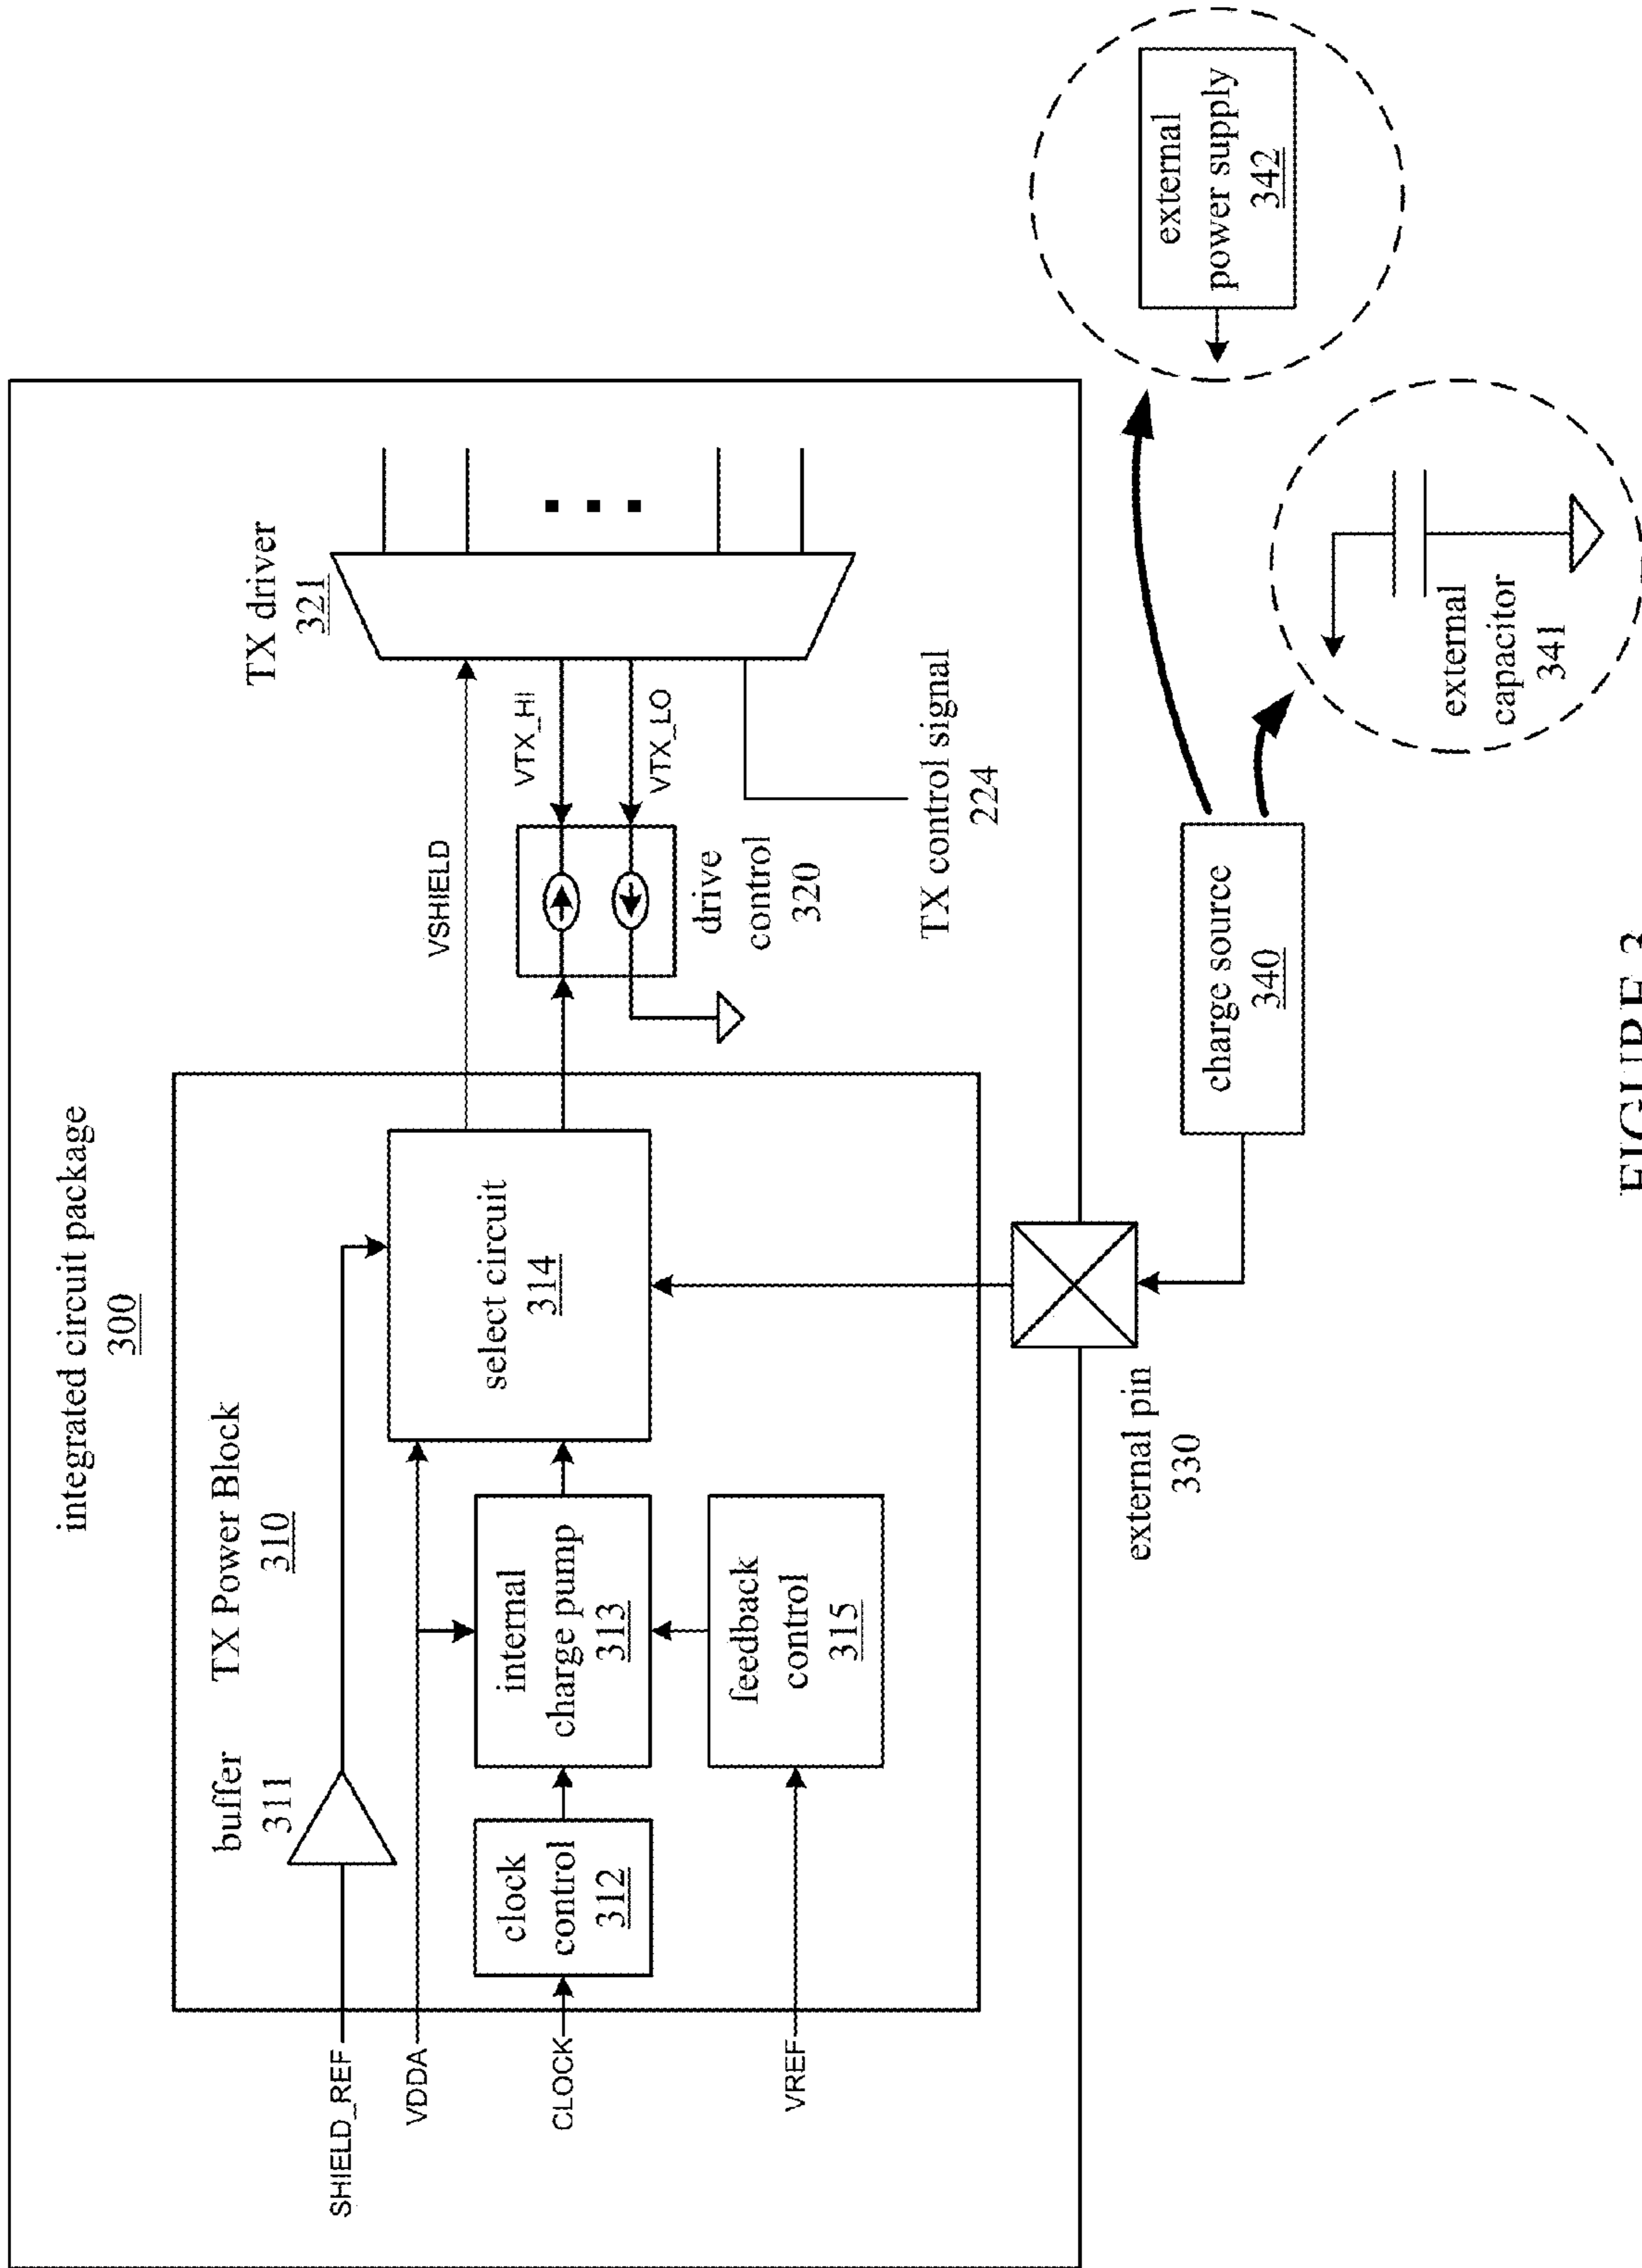 integrated circuit package
300
buffer
311
TX Power Block
310
SHIELD_REF
VDDA
CLOCK
VREF
clock
control
312
internal
charge pump
313
feedback
control
315
select circuit
314
VSHIELD
VTX_HI
VTX_LO
drive
control
320
TX driver
321
TX control signal
224
external pin
330
charge source
340
external
capacitor
341
external
power supply
342
FIGURE 3